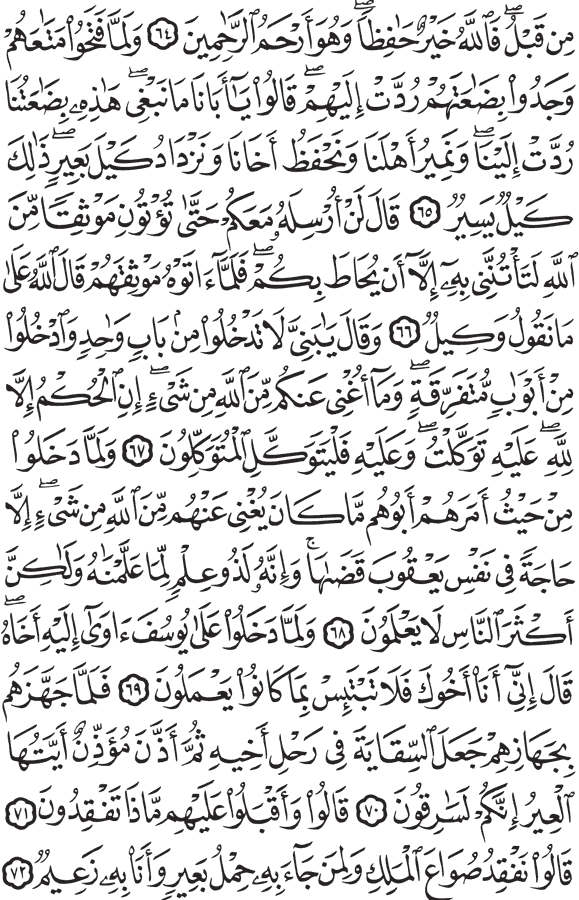 مِن قَبْلُ ۖ فَٱللَّهُ خَيْرٌ حَٰفِظًا ۖ وَهُوَ أَرْحَمُ ٱلرَّٰحِمِينَ ٦٤ وَلَمَّا فَتَحُوا۟ مَتَٰعَهُمْ
وَجَدُوا۟ بِضَٰعَتَهُمْ رُدَّتْ إِلَيْهِمْ ۖ قَالُوا۟ يَٰٓأَبَانَا مَا نَبْغِى ۖ هَٰذِهِۦ بِضَٰعَتُنَا
رُدَّتْ إِلَيْنَا ۖ وَنَمِيرُ أَهْلَنَا وَنَحْفَظُ أَخَانَا وَنَزْدَادُ كَيْلَ بَعِيرٍ ۖ ذَٰلِكَ
كَيْلٌ يَسِيرٌ ٦٥ قَالَ لَنْ أُرْسِلَهُۥ مَعَكُمْ حَتَّىٰ تُؤْتُونِ مَوْثِقًا مِّنَ
ٱللَّهِ لَتَأْتُنَّنِى بِهِۦٓ إِلَّآ أَن يُحَاطَ بِكُمْ ۖ فَلَمَّآ ءَاتَوْهُ مَوْثِقَهُمْ قَالَ ٱللَّهُ عَلَىٰ
مَا نَقُولُ وَكِيلٌ ٦٦ وَقَالَ يَٰبَنِىَّ لَا تَدْخُلُوا۟ مِنۢ بَابٍ وَٰحِدٍ وَٱدْخُلُوا۟
مِنْ أَبْوَٰبٍ مُّتَفَرِّقَةٍ ۖ وَمَآ أُغْنِى عَنكُم مِّنَ ٱللَّهِ مِن شَىْءٍ ۖ إِنِ ٱلْحُكْمُ إِلَّا
لِلَّهِ ۖ عَلَيْهِ تَوَكَّلْتُ ۖ وَعَلَيْهِ فَلْيَتَوَكَّلِ ٱلْمُتَوَكِّلُونَ ٦٧ وَلَمَّا دَخَلُوا۟
مِنْ حَيْثُ أَمَرَهُمْ أَبُوهُم مَّا كَانَ يُغْنِى عَنْهُم مِّنَ ٱللَّهِ مِن شَىْءٍ ۖ إِلَّا
حَاجَةً فِى نَفْسِ يَعْقُوبَ قَضَىٰهَا ۚ وَإِنَّهُۥ لَذُو عِلْمٍ لِّمَا عَلَّمْنَٰهُ وَلَٰكِنَّ
أَكْثَرَ ٱلنَّاسِ لَا يَعْلَمُونَ ٦٨ وَلَمَّا دَخَلُوا۟ عَلَىٰ يُوسُفَ ءَاوَىٰٓ إِلَيْهِ أَخَاهُ ۖ
قَالَ إِنِّىٓ أَنَا۠ أَخُوكَ فَلَا تَبْتَئِسْ بِمَا كَانُوا۟ يَعْمَلُونَ ٦٩ فَلَمَّا جَهَّزَهُم
بِجَهَازِهِمْ جَعَلَ ٱلسِّقَايَةَ فِى رَحْلِ أَخِيهِ ثُمَّ أَذَّنَ مُؤَذِّنٌ أَيَّتُهَا
ٱلْعِيرُ إِنَّكُمْ لَسَٰرِقُونَ ٧٠ قَالُوا۟ وَأَقْبَلُوا۟ عَلَيْهِم مَّاذَا تَفْقِدُونَ ٧١
قَالُوا۟ نَفْقِدُ صُوَاعَ ٱلْمَلِكِ وَلِمَن جَآءَ بِهِۦ حِمْلُ بَعِيرٍ وَأَنَا۠ بِهِۦ زَعِيمٌ ٧٢